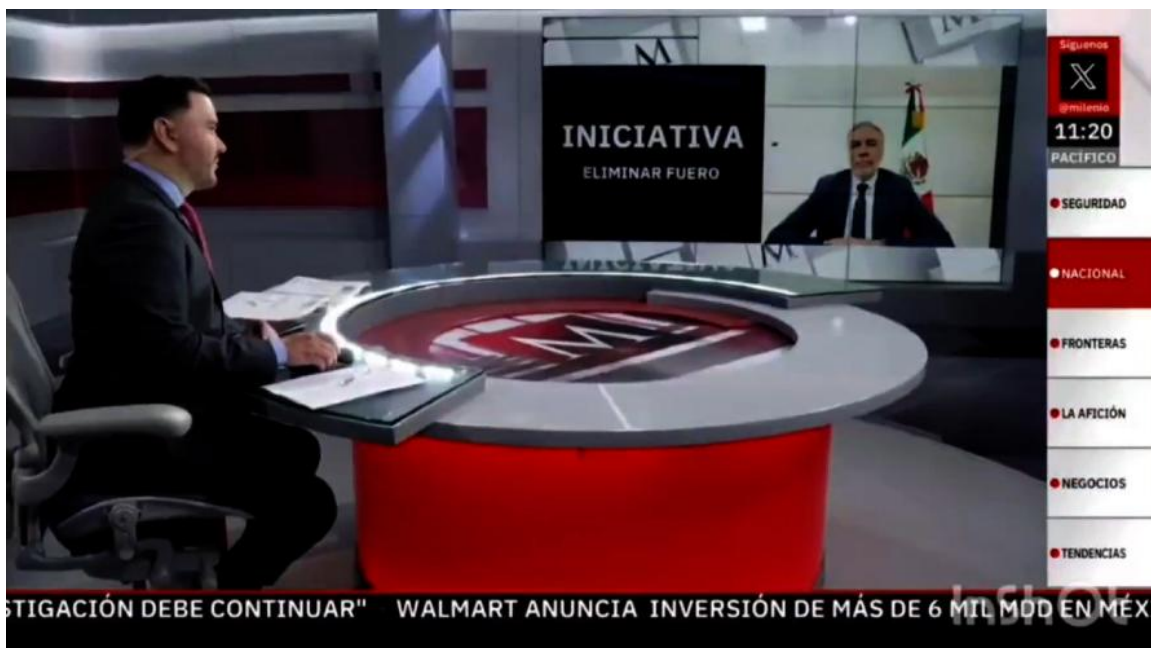 M
INICIATIVA
ELIMINAR FUERO
M
M
Síguenos
X
@milenio
11:20
PACÍFICO
SEGURIDAD
NACIONAL
FRONTERAS
LA AFICIÓN
NEGOCIOS
TENDENCIAS
STIGACIÓN DEBE CONTINUAR" WALMART ANUNCIA INVERSIÓN DE MÁS DE 6 MIL MDD EN MÉX
InShOt